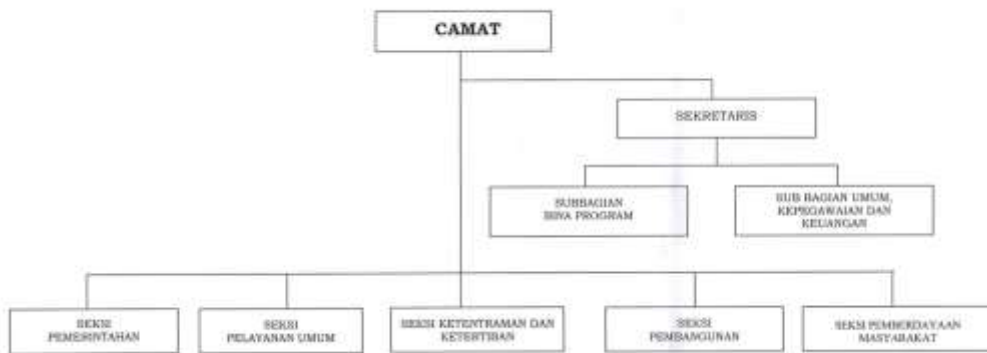 CAMAT
SEKRETARIS
SUBBAGIAN
BINA PROGRAM
SUB BAGIAN UMUM,
KEPEGAWAIAN DAN
KEUANGAN
SEKSI
PEMERINTAHAN
SEKSI
PELAYANAN UMUM
SEKSI KETENTRAMAN DAN
KETERTIBAN
SEKSI
PEMBANGUNAN
SEKSI PEMBERDAYAAN
MASYARAKAT